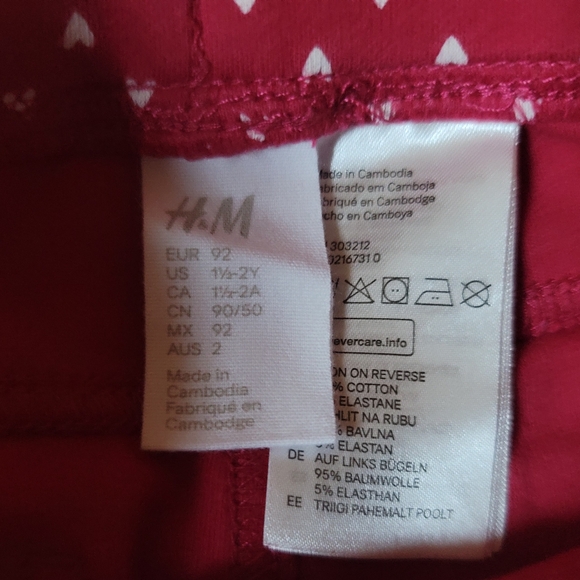 H&M
EUR 92
US 1½-2Y
CA 1½-2A
CN 90/50
MX 92
AUS 2
Made in
Cambodia
Fabriqué en
Cambodge
Made in Cambodia
abricado em Camboja
briqué en Cambodge
cho en Camboya
303212
02167310
evercare.info
ON REVERSE
% COTTON
ELASTANE
HLIT NA RUBU
% BAVLNA
ELASTAN
DE AUF LINKS BÜGELN
95% BAUMWOLLE
5% ELASTHAN
EE TRIIGI PAHEMALT POOLT